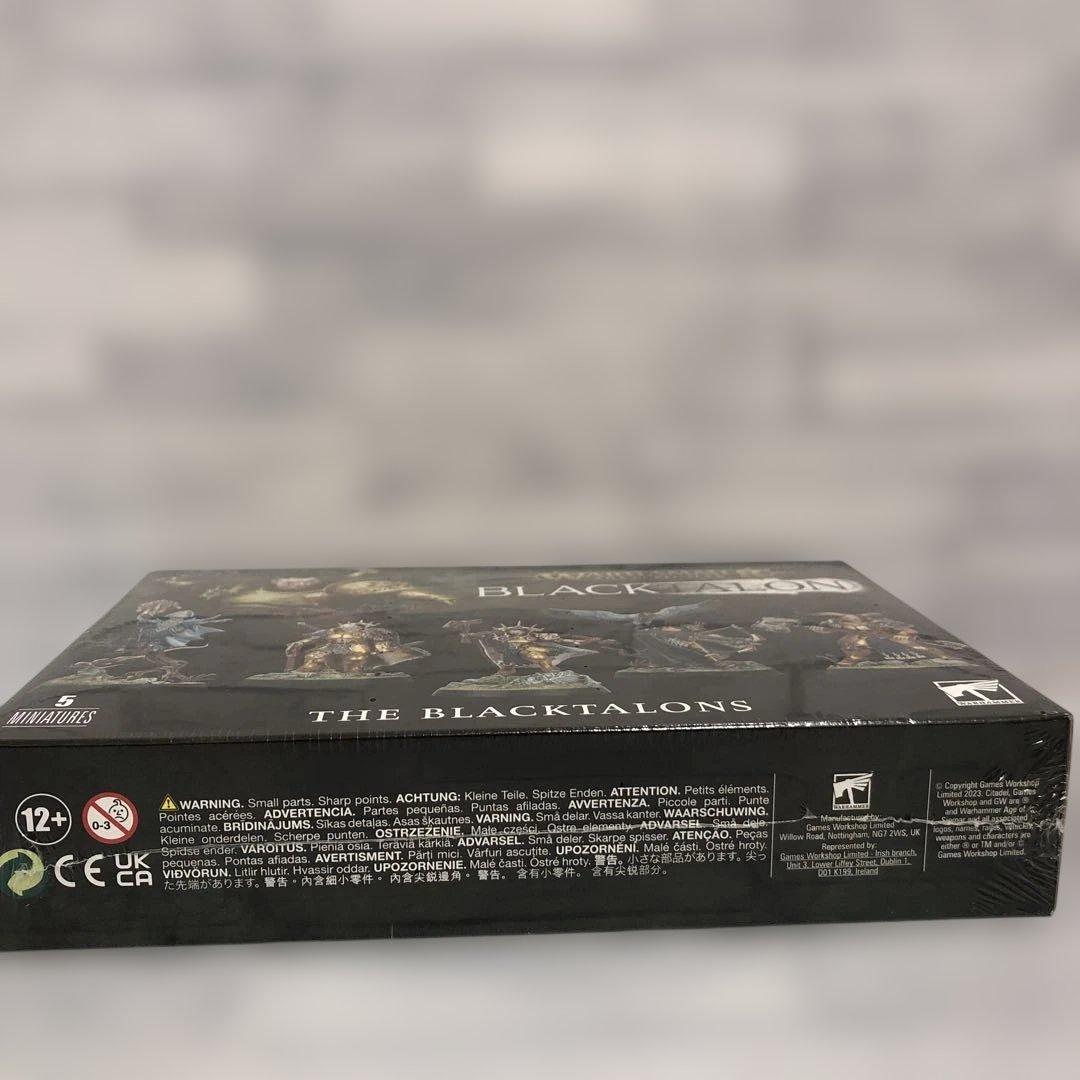 BLACKTALON
5
MINIATURES
THE BLACKTALONS
WARHAMMER
12+
0-3
CE
UK
CA
WARNING. Small parts. Sharp points. ACHTUNG: Kleine Teile. Spitze Enden. ATTENTION. Petits éléments.
Pointes acérées. ADVERTENCIA. Partes pequeñas. Puntas afiladas. AVVERTENZA. Piccole parti. Punte
acuminate. BRĪDINĀJUMS. Sīkas detaļas. Asas šķautnes. VARNING. Små delar. Vassa kanter. WAARSCHUWING.
Kleine onderdelen. Scherpe punten. OSTRZEŻENIE. Małe części. Ostre elementy. ADVARSEL. Små dele.
Spidse ender. VAROITUS. Pieniä osia. Teräviä kärkiä. ADVARSEL. Små deler. Skarpe spisser. ATENÇÃO. Peças
pequenas. Pontas afiadas. AVERTISMENT. Părți mici. Vârfuri ascuțite. UPOZORNĚNÍ. Malé části. Ostré hroty.
VIÐVÖRUN. Litlir hlutir. Hvassir oddar. UPOZORNENIE. Malé časti. Ostré hroty. 警告。小さな部品があります。尖っ
た先端があります。警告。內含細小零件。 內含尖銳邊角。 警告。 含有小零件。 含有尖锐部分。
WARHAMMER
Manufactured by:
Games Workshop Limited
Willow Road, Nottingham, NG7 2WS, UK
Represented by:
Games Workshop Limited - Irish branch,
Unit 3, Lower Liffey Street, Dublin 1,
D01 K199, Ireland
© Copyright Games Workshop
Limited 2023. Citadel, Games
Workshop and GW are ®
and Warhammer Age of
Sigmar and all associated
logos, names, races, vehicles,
weapons and characters are
either ® or TM and/or ©
Games Workshop Limited.